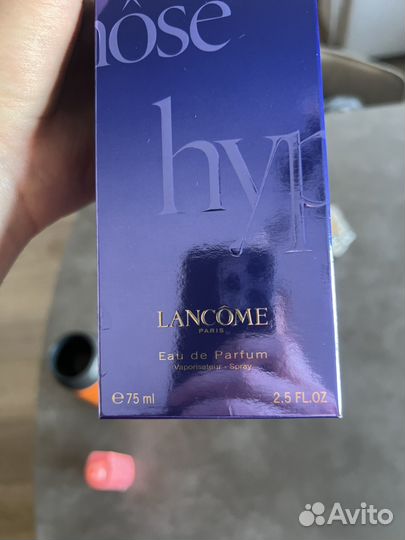 nôse
hyp
LANCÔME
PARIS
Eau de Parfum
Vaporisateur - Spray
℮ 75 ml
2.5 FL.OZ
Avito